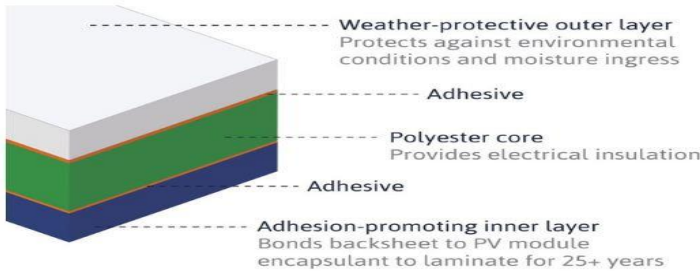 Weather-protective outer layer
Protects against environmental
conditions and moisture ingress
Adhesive
Polyester core
Provides electrical insulation
Adhesive
Adhesion-promoting inner layer
Bonds backsheet to PV module
encapsulant to laminate for 25+ years